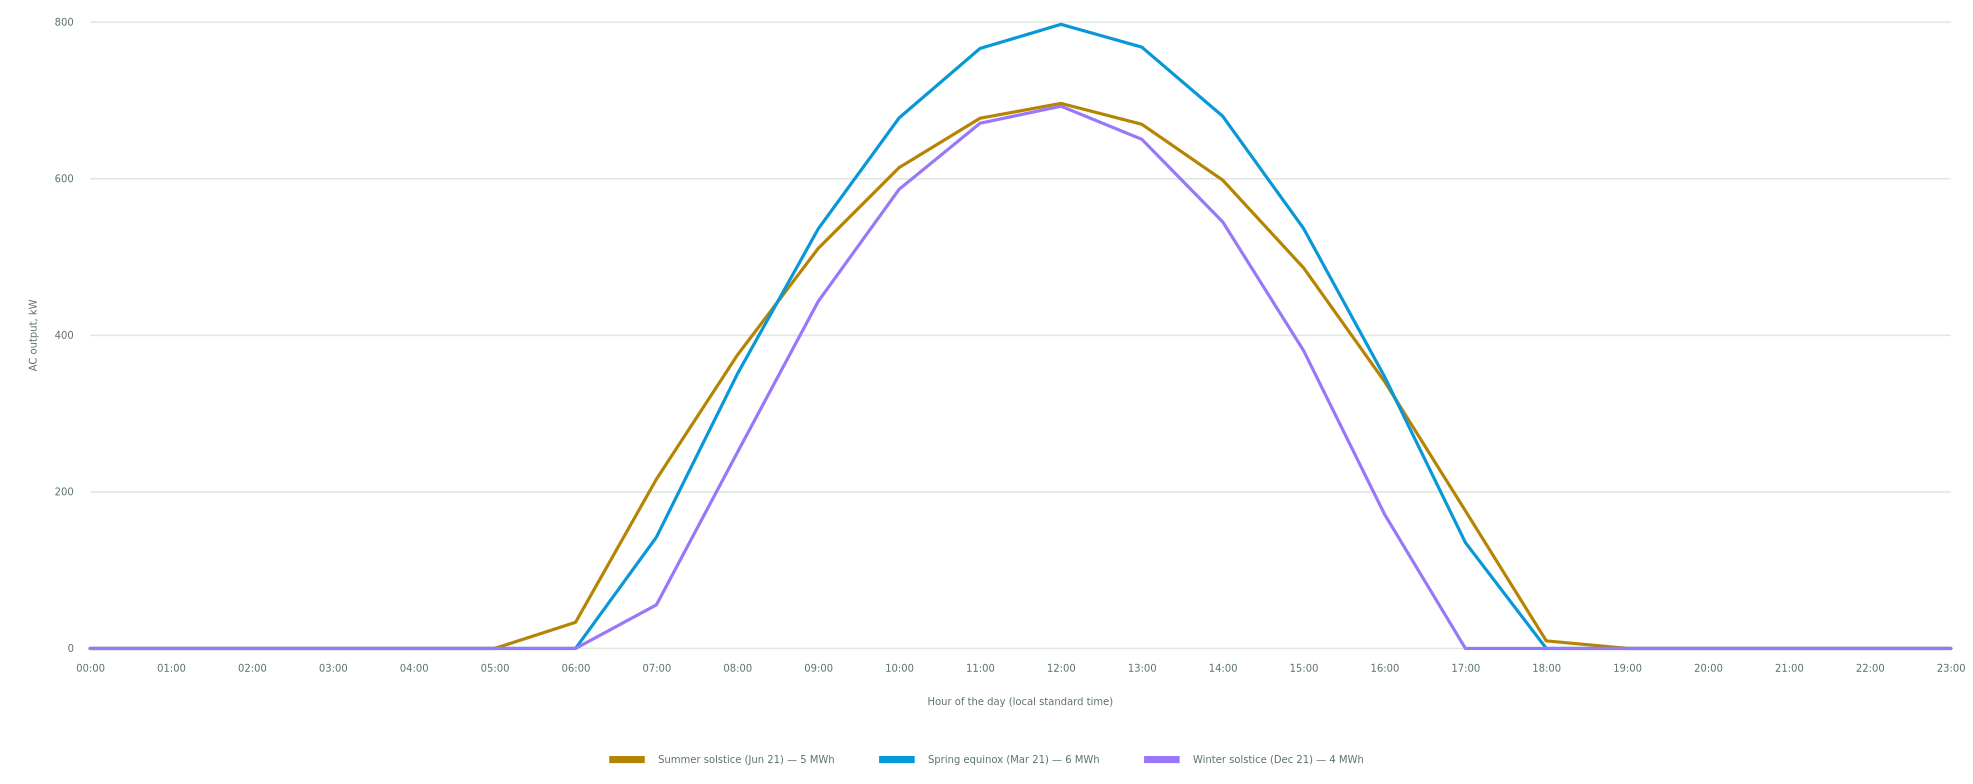 800
600
400
200
0
AC output, kW
00:00 01:00 02:00 03:00 04:00 05:00 06:00 07:00 08:00 09:00 10:00 11:00 12:00 13:00 14:00 15:00 16:00 17:00 18:00 19:00 20:00 21:00 22:00 23:00
Hour of the day (local standard time)
Summer solstice (Jun 21) — 5 MWh Spring equinox (Mar 21) — 6 MWh Winter solstice (Dec 21) — 4 MWh